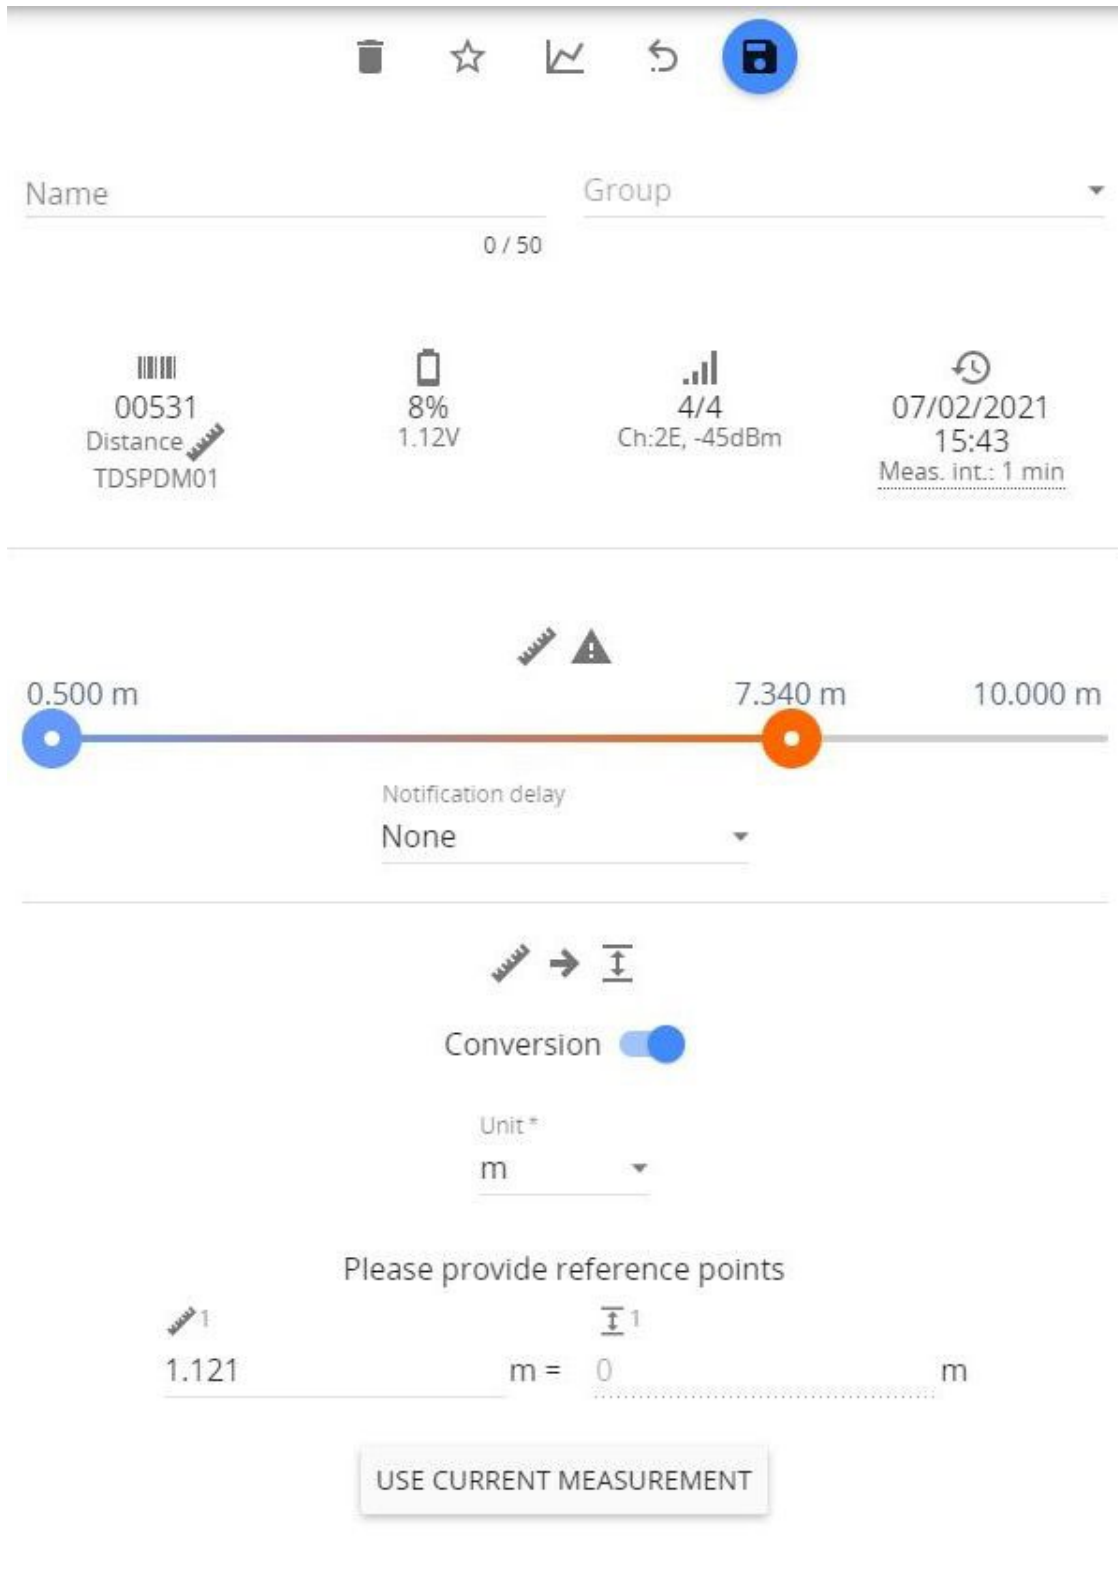 Name
Group
0 / 50
00531
Distance
TDSPDM01
8%
1.12V
4/4
Ch:2E, -45dBm
07/02/2021
15:43
Meas. int.: 1 min
0.500 m
7.340 m
10.000 m
Notification delay
None
Conversion
Unit *
m
Please provide reference points
1
1
1.121 m = 0 m
USE CURRENT MEASUREMENT